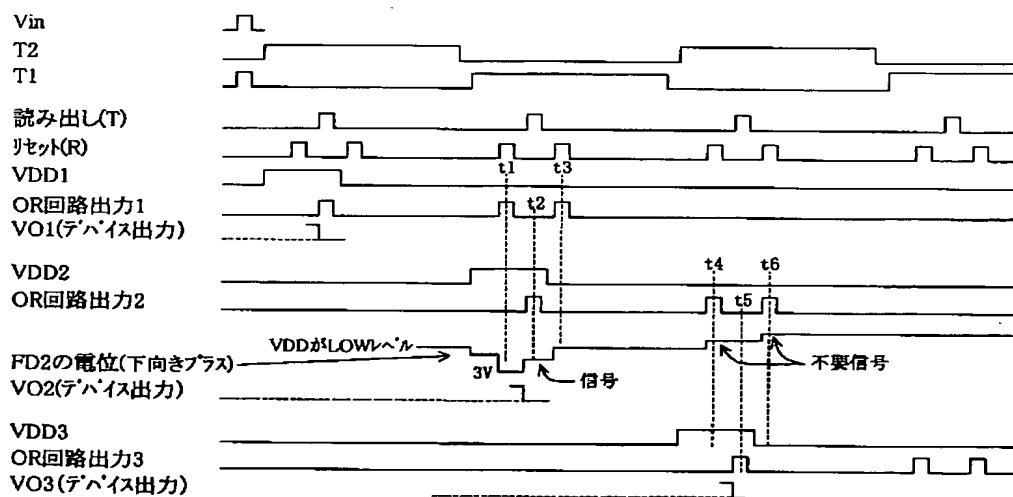 Vin
T2
T1
読み出し(T)
リセット(R)
VDD1
t1
t3
OR回路出力1
t2
VO1(デバイス出力)
VDD2
t4
t6
OR回路出力2
t5
VDDがLOWレベル
FD2の電位(下向きプラス)
3V
信号
不要信号
VO2(デバイス出力)
VDD3
OR回路出力3
VO3(デバイス出力)